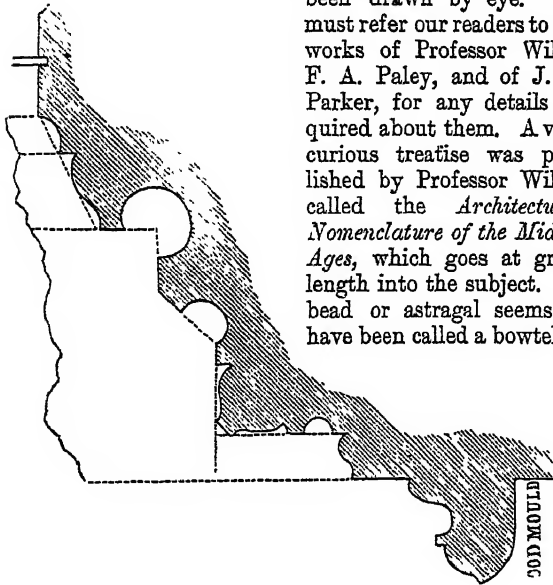 been drawn by eye.
must refer our readers to
works of Professor Wil
F. A. Paley, and of J.
Parker, for any details
quired about them. A v
curious treatise was p
lished by Professor Wil
called the Architectu
Nomenclature of the Mid
Ages, which goes at gr
length into the subject.
bead or astragal seems
have been called a bowtel
OOD MOULD